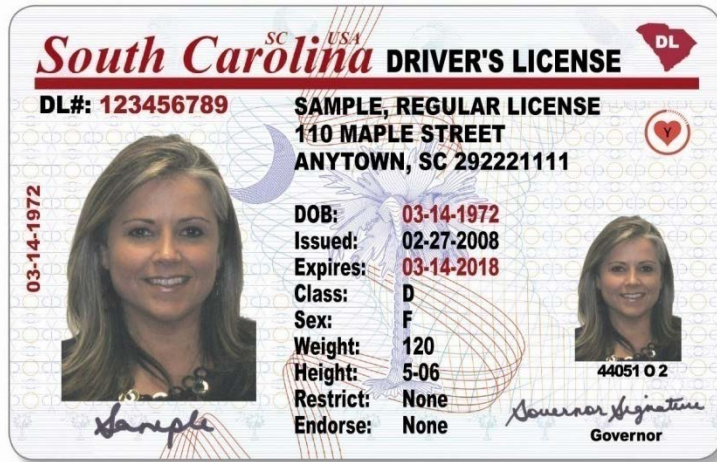 SC USA
South Carolina DRIVER'S LICENSE DL
DL#: 123456789
SAMPLE, REGULAR LICENSE
110 MAPLE STREET
ANYTOWN, SC 292221111
Y
03-14-1972
DOB: 03-14-1972
Issued: 02-27-2008
Expires: 03-14-2018
Class: D
Sex: F
Weight: 120
Height: 5-06
Restrict: None
Endorse: None
44051 O 2
Sample
Governor Signature
Governor